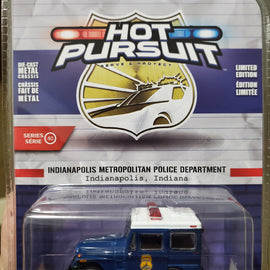 HOT
PURSUIT
SERVE & PROTECT
DIE-CAST
METAL
CHASSIS
CHÂSSIS
FAIT DE
MÉTAL
LIMITED
EDITION
ÉDITION
LIMITÉE
SERIES
SÉRIE
40
INDIANAPOLIS METROPOLITAN POLICE DEPARTMENT
Indianapolis, Indiana